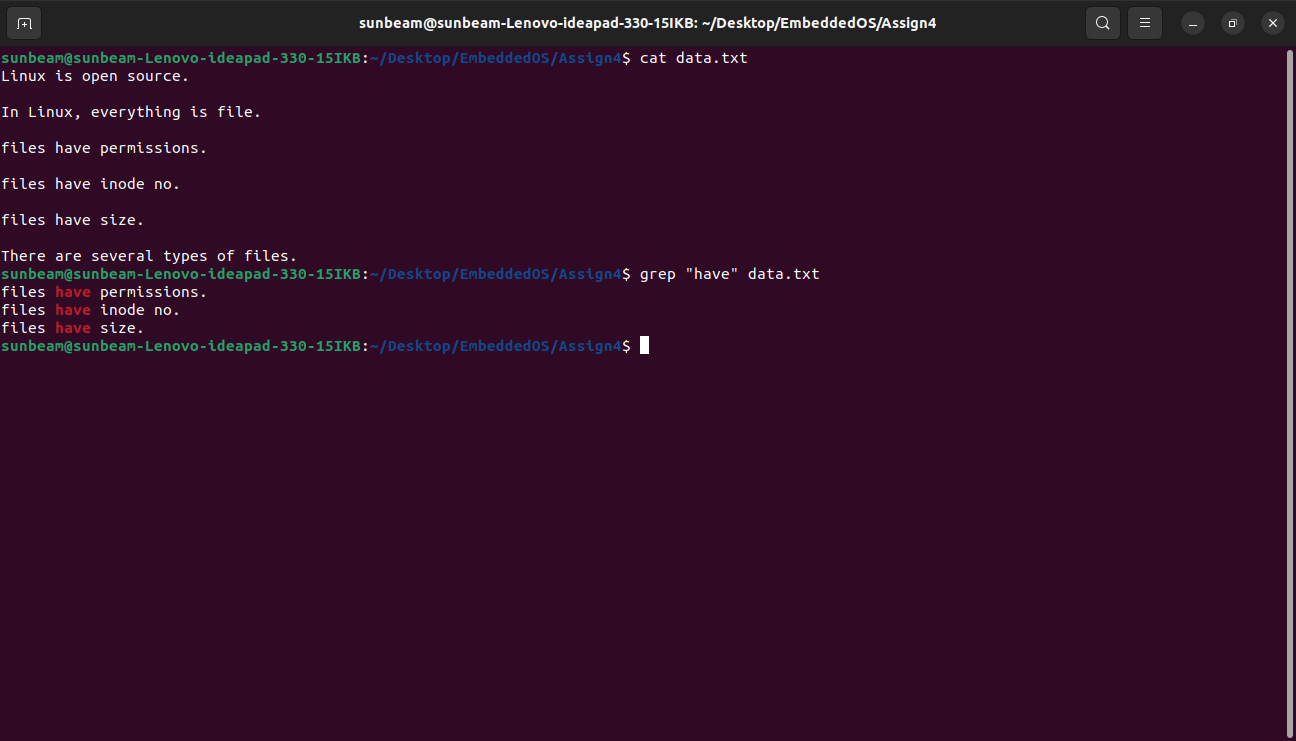 sunbeam@sunbeam-Lenovo-ideapad-330-15IKB: ~/Desktop/EmbeddedOS/Assign4
sunbeam@sunbeam-Lenovo-ideapad-330-15IKB:~/Desktop/EmbeddedOS/Assign4$ cat data.txt
Linux is open source.
In Linux, everything is file.
files have permissions.
files have inode no.
files have size.
There are several types of files.
sunbeam@sunbeam-Lenovo-ideapad-330-15IKB:~/Desktop/EmbeddedOS/Assign4$ grep "have" data.txt
files have permissions.
files have inode no.
files have size.
sunbeam@sunbeam-Lenovo-ideapad-330-15IKB:~/Desktop/EmbeddedOS/Assign4$